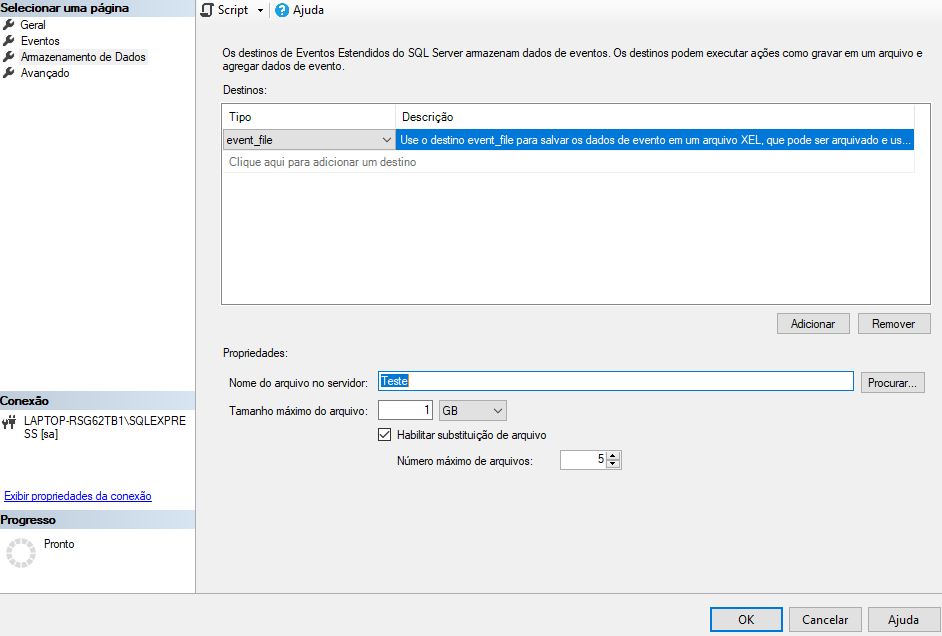 Selecionar uma página
Geral
Eventos
Armazenamento de Dados
Avançado
Script
Ajuda
Os destinos de Eventos Estendidos do SQL Server armazenam dados de eventos. Os destinos podem executar ações como gravar em um arquivo e
agregar dados de evento.
Destinos:
Tipo Descrição
event_file Use o destino event_file para salvar os dados de evento em um arquivo XEL, que pode ser arquivado e us...
Clique aqui para adicionar um destino
Adicionar Remover
Propriedades:
Nome do arquivo no servidor: Teste Procurar...
Tamanho máximo do arquivo: 1 GB
Habilitar substituição de arquivo
Número máximo de arquivos: 5
Conexão
LAPTOP-RSG62TB1\SQLEXPRE
SS [sa]
Exibir propriedades da conexão
Progresso
Pronto
OK Cancelar Ajuda